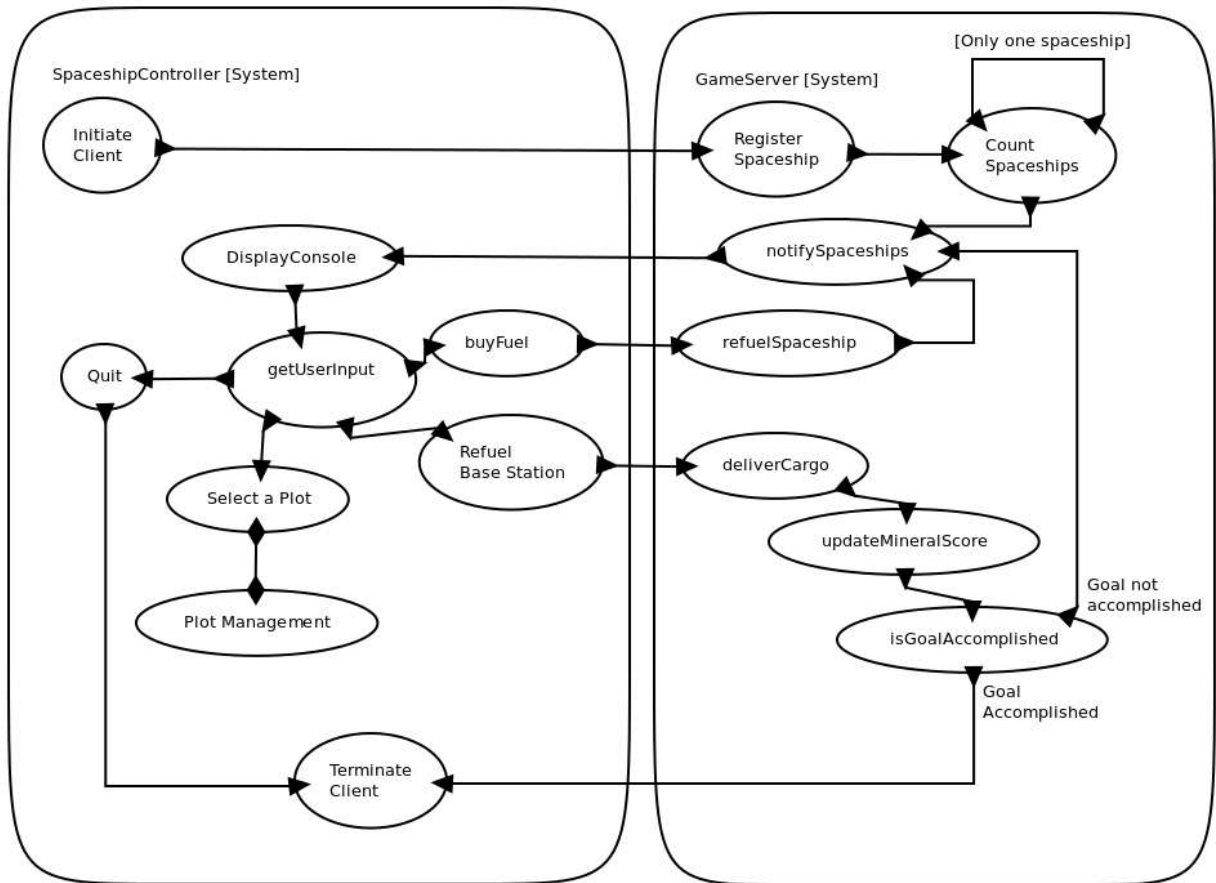 [Only one spaceship]
SpaceshipController [System]
GameServer [System]
Initiate
Client
Register
Spaceship
Count
Spaceships
DisplayConsole
notifySpaceships
getUserInput
buyFuel
refuelSpaceship
Quit
Refuel
Base Station
deliverCargo
Select a Plot
updateMineralScore
Plot Management
Goal not
accomplished
isGoalAccomplished
Goal
Accomplished
Terminate
Client